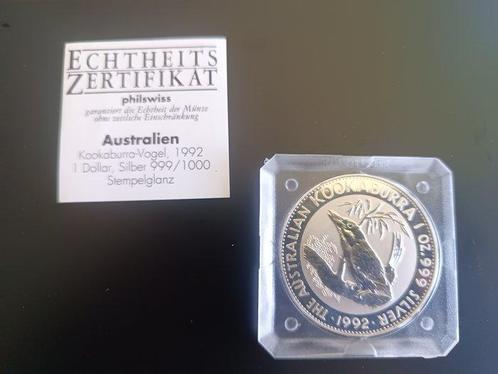 ECHTHEITS
ZERTIFIKAT
philswiss
garantiert die Echtheit der Münze
ohne zeitliche Einschränkung
Australien
Kookaburra-Vogel, 1992
1 Dollar, Silber 999/1000
Stempelglanz
THE AUSTRALIAN KOOKABURRA 1 OZ. 999 SILVER
· 1992 ·